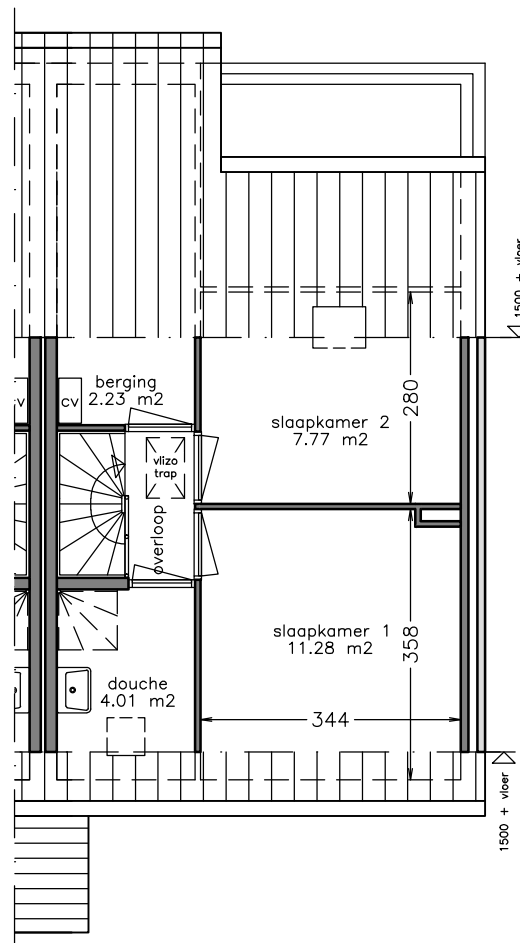 1500 + vloer
berging
2.23 m2
cv
cv
slaapkamer 2
7.77 m2
280
vlizo
trap
overloop
slaapkamer 1
11.28 m2
358
douche
4.01 m2
344
1500 + vloer